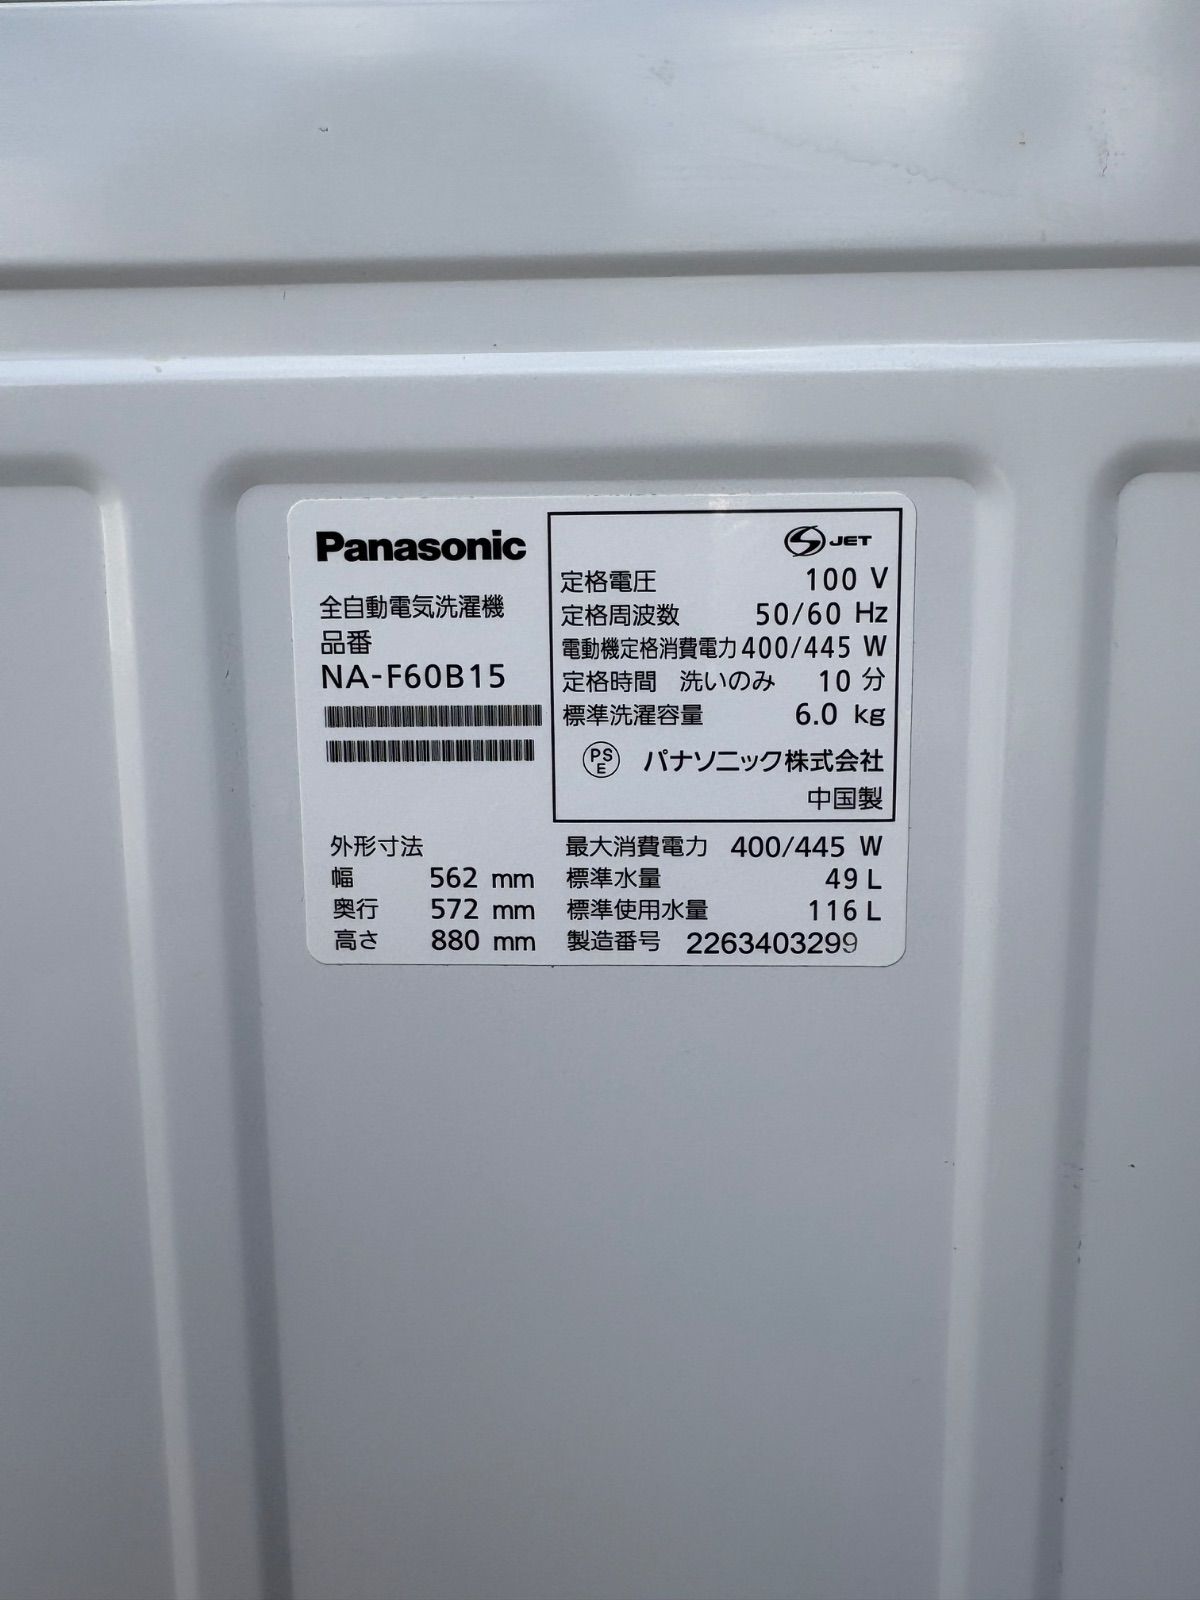 Panasonic
全自動電気洗濯機
品番
NA-F60B15
JET
定格電圧 100 V
定格周波数 50/60 Hz
電動機定格消費電力 400/445 W
定格時間 洗いのみ 10 分
標準洗濯容量 6.0 kg
PS
E
パナソニック株式会社
中国製
外形寸法
幅 562 mm
奥行 572 mm
高さ 880 mm
最大消費電力 400/445 W
標準水量 49 L
標準使用水量 116 L
製造番号 2263403299